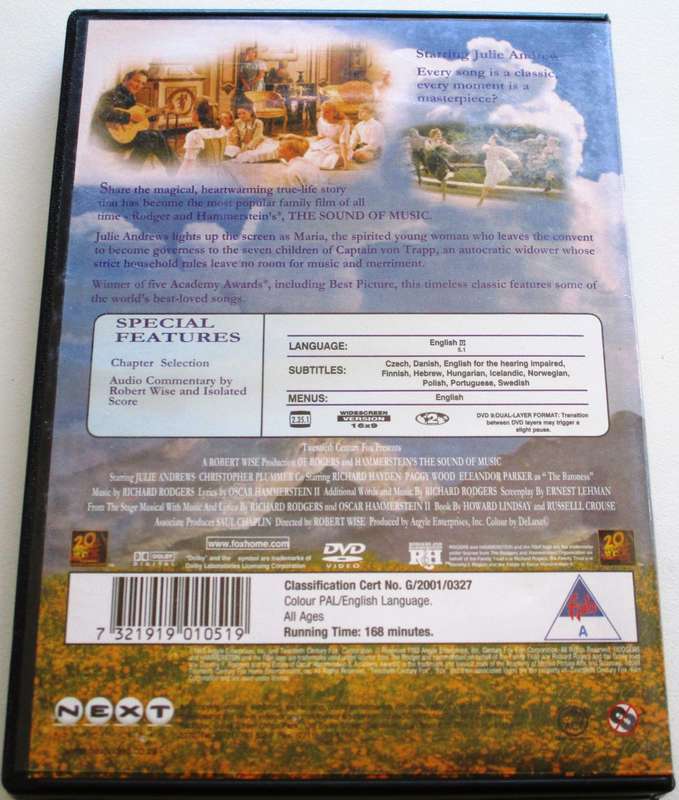 Starring Julie Andrew
Every song is a classic,
every moment is a
masterpiece?
Share the magical, heartwarming true-life story
tian has become the most popular family film of all
time - Rodger and Hammerstein's®, THE SOUND OF MUSIC.
Julie Andrews lights up the screen as Maria, the spirited young woman who leaves the convent
to become governess to the seven children of Captain von Trapp, an autocratic widower whose
strict household rules leave no room for music and merriment.
Winner of five Academy Awards®, including Best Picture, this timeless classic features some of
the world's best-loved songs.
SPECIAL
FEATURES
Chapter Selection
Audio Commentary by
Robert Wise and Isolated
Score
LANGUAGE: English
5.1
SUBTITLES: Czech, Danish, English for the hearing impaired,
Finnish, Hebrew, Hungarian, Icelandic, Norwegian,
Polish, Portuguese, Swedish
MENUS: English
2.35:1
WIDESCREEN
VERSION
16x9
DVD 9:DUAL-LAYER FORMAT: Transition
between DVD layers may trigger a
slight pause.
Twentieth Century Fox Presents
A ROBERT WISE Production OF ROGERS and HAMMERSTEIN'S THE SOUND OF MUSIC
Starring JULIE ANDREWS CHRISTOPHER PLUMMER Co Starring RICHARD HAYDEN PAGGY WOOD ELEANDOR PARKER as "The Baroness"
Music by RICHARD RODGERS Lyrics by OSCAR HAMMERSTEIN II Additional Words and Music By RICHARD RODGERS Screenplay By ERNEST LEHMAN
From The Stage Musical With Music And Lyrics By RICHARD RODGERS and OSCAR HAMMERSTEIN II Book By HOWARD LINDSAY and RUSSELLL CROUSE
Associate Producer SAUL CHAPLIN Directed by ROBERT WISE Produced by Argyle Enterprises, Inc. Colour by DeLuxe
www.foxhome.com
DOLBY
DIGITAL
"Dolby" and the symbol are trademarks of
Dolby Laboratories Licensing Corporation
DVD
VIDEO
R&H
20
7 321919 010519
Classification Cert No. G/2001/0327
Colour PAL/English Language.
All Ages
Running Time: 168 minutes.
A
NEXT